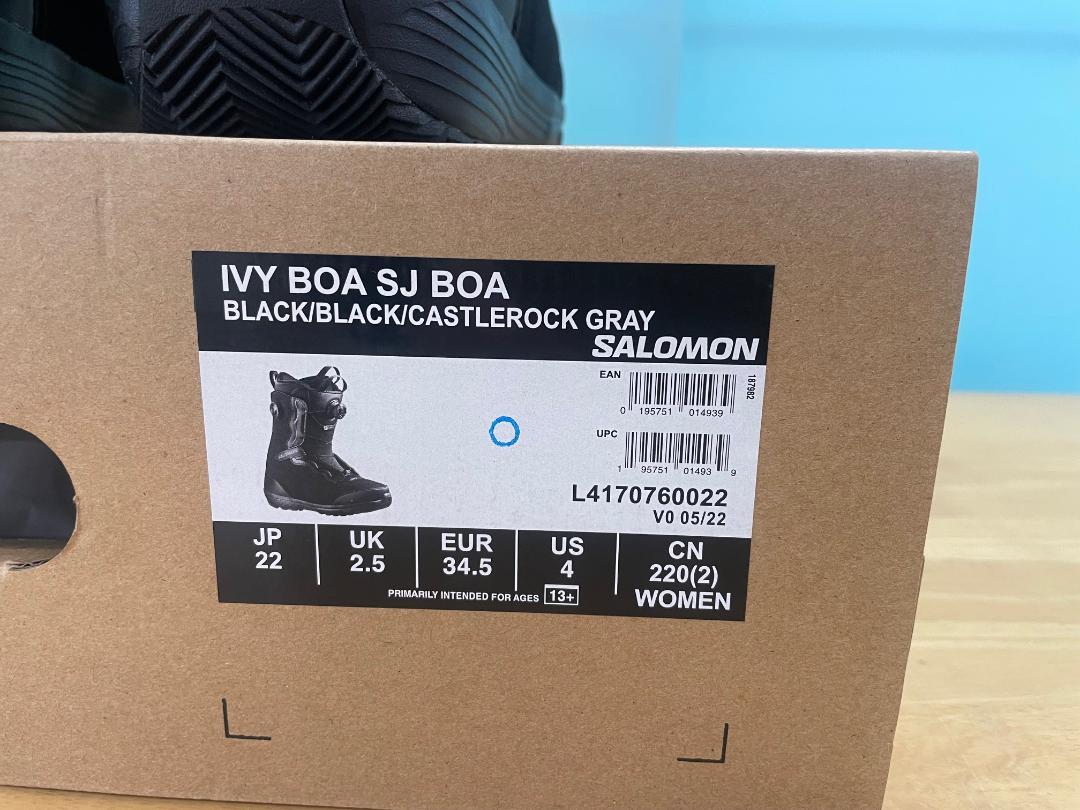 IVY BOA SJ BOA
BLACK/BLACK/CASTLEROCK GRAY
SALOMON
EAN
0 195751 014939
187982
UPC
1 95751 01493 9
L4170760022
V0 05/22
JP
22
UK
2.5
EUR
34.5
US
4
CN
220(2)
WOMEN
PRIMARILY INTENDED FOR AGES 13+